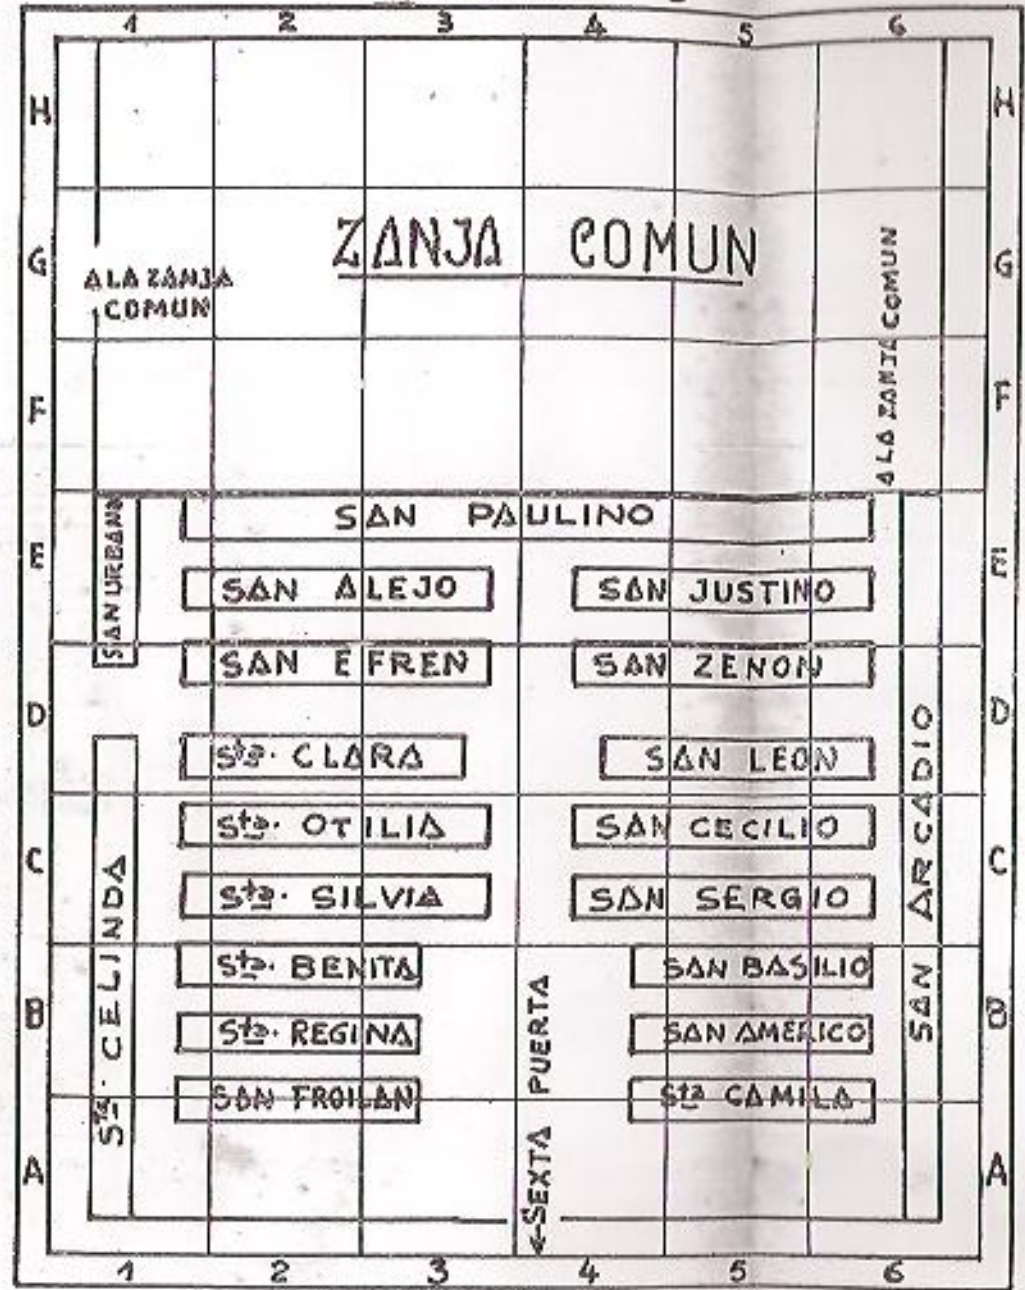 1 2 3 4 5 6
H H
ZANJA COMUN
G G
A LA ZANJA
COMUN
A LA ZANJA COMUN
F F
SAN PAULINO
SAN URBANO
E E
SAN ALEJO SAN JUSTINO
SAN EFREN SAN ZENON
D D
Sta. CLARA SAN LEON
Sta. OTILIA SAN CECILIO
C C
Sta. SILVIA SAN SERGIO
Sta. CELINDA
SAN ARCADIO
Sta. BENITA SAN BASILIO
B B
Sta. REGINA SAN AMERICO
SAN FROILAN Sta CAMILA
←SEXTA PUERTA
A A
1 2 3 4 5 6